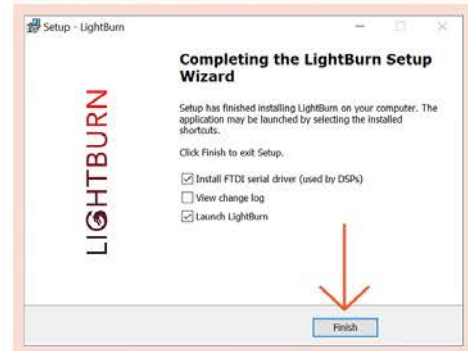 Setup - LightBurn
LIGHTBURN
Completing the LightBurn Setup
Wizard
Setup has finished installing LightBurn on your computer. The
application may be launched by selecting the installed
shortcuts.
Click Finish to exit Setup.
Install FTDI serial driver (used by DSPs)
View change log
Launch LightBurn
Finish